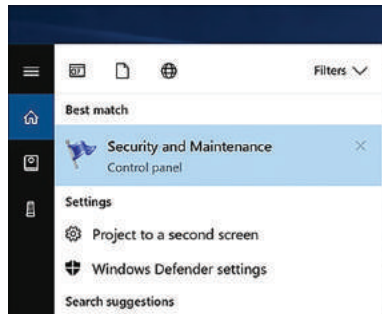 Filters
Best match
Security and Maintenance
Control panel
Settings
Project to a second screen
Windows Defender settings
Search suggestions